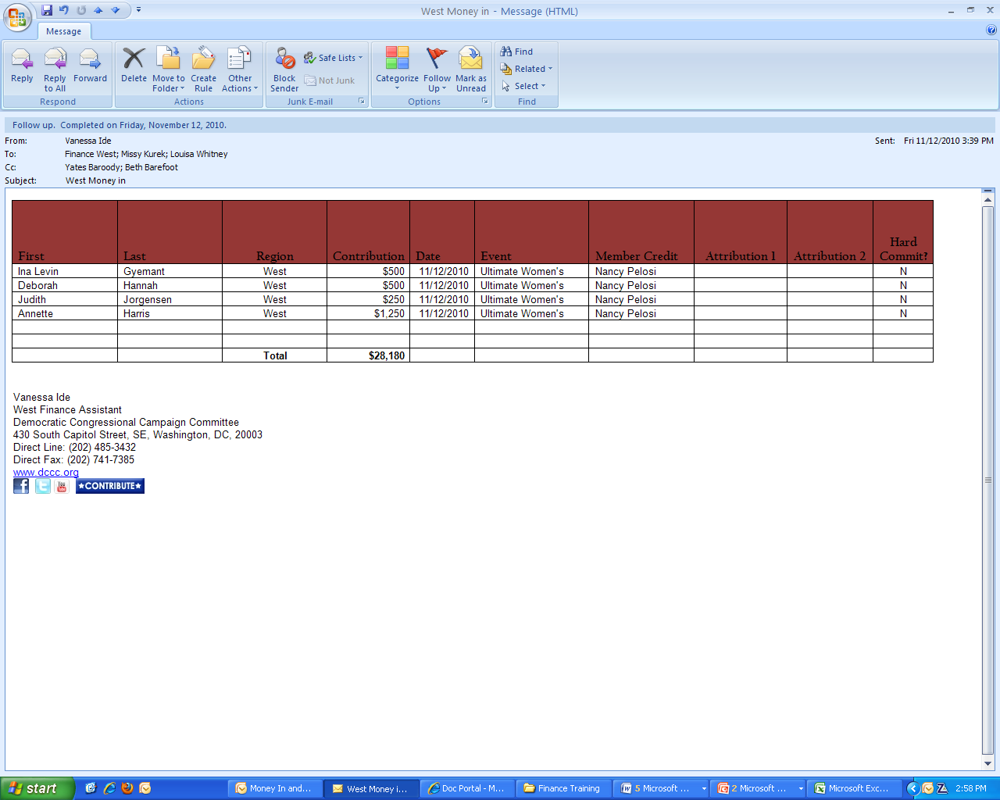 West Money in - Message (HTML)
Message
Reply
Reply to All
Forward
Respond
Delete
Move to Folder
Create Rule
Other Actions
Actions
Block Sender
Safe Lists
Not Junk
Junk E-mail
Categorize
Follow Up
Mark as Unread
Options
Find
Related
Select
Find
Follow up. Completed on Friday, November 12, 2010.
From: Vanessa Ide Sent: Fri 11/12/2010 3:39 PM
To: Finance West; Missy Kurek; Louisa Whitney
Cc: Yates Baroody; Beth Barefoot
Subject: West Money in
First Last Region Contribution Date Event Member Credit Attribution 1 Attribution 2 Hard Commit?
Ina Levin Gyemant West $500 11/12/2010 Ultimate Women's Nancy Pelosi N
Deborah Hannah West $500 11/12/2010 Ultimate Women's Nancy Pelosi N
Judith Jorgensen West $250 11/12/2010 Ultimate Women's Nancy Pelosi N
Annette Harris West $1,250 11/12/2010 Ultimate Women's Nancy Pelosi N
Total $28,180
Vanessa Ide
West Finance Assistant
Democratic Congressional Campaign Committee
430 South Capitol Street, SE, Washington, DC, 20003
Direct Line: (202) 485-3432
Direct Fax: (202) 741-7385
www.dccc.org
CONTRIBUTE
start Money In and... West Money i... Doc Portal - M... Finance Training 5 Microsoft ... 2 Microsoft ... Microsoft Exc... 2:58 PM